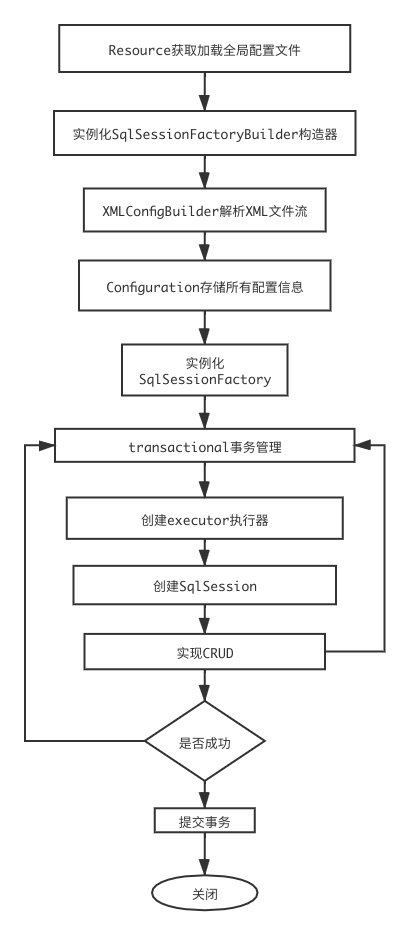 Resource获取加载全局配置文件
实例化SqlSessionFactoryBuilder构造器
XMLConfigBuilder解析XML文件流
Configuration存储所有配置信息
实例化
SqlSessionFactory
transactional事务管理
创建executor执行器
创建SqlSession
实现CRUD
是否成功
提交事务
关闭